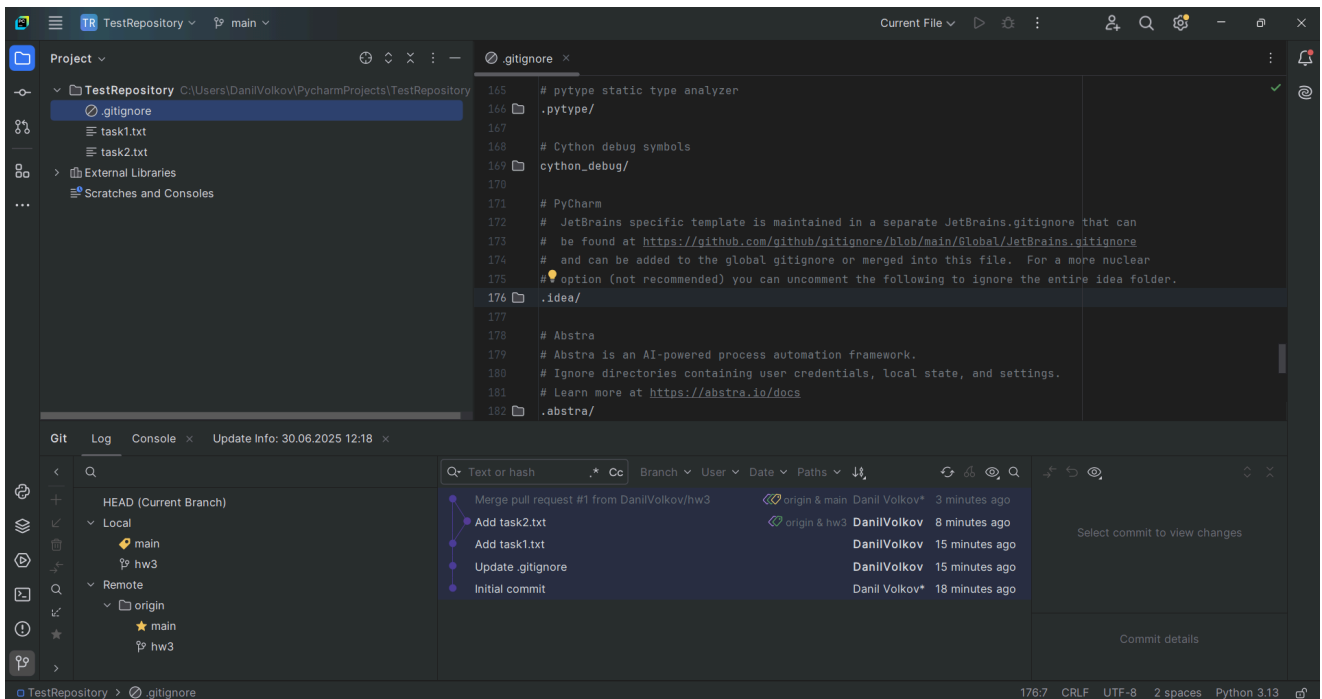 TR TestRepository main Current File
Project
TestRepository C:\Users\DanilVolkov\PycharmProjects\TestRepository
.gitignore
task1.txt
task2.txt
External Libraries
Scratches and Consoles
.gitignore
165 # pytype static type analyzer
166 .pytype/
167
168 # Cython debug symbols
169 cython_debug/
170
171 # PyCharm
172 #  JetBrains specific template is maintained in a separate JetBrains.gitignore that can
173 #  be found at https://github.com/github/gitignore/blob/main/Global/JetBrains.gitignore
174 #  and can be added to the global gitignore or merged into this file.  For a more nuclear
175 # option (not recommended) you can uncomment the following to ignore the entire idea folder.
176 .idea/
177
178 # Abstra
179 # Abstra is an AI-powered process automation framework.
180 # Ignore directories containing user credentials, local state, and settings.
181 # Learn more at https://abstra.io/docs
182 .abstra/
Git Log Console Update Info: 30.06.2025 12:18
HEAD (Current Branch)
Local
main
hw3
Remote
origin
main
hw3
Text or hash .* Cc Branch User Date Paths
Merge pull request #1 from DanilVolkov/hw3 origin & main Danil Volkov* 3 minutes ago
Add task2.txt origin & hw3 DanilVolkov 8 minutes ago
Add task1.txt DanilVolkov 15 minutes ago
Update .gitignore DanilVolkov 15 minutes ago
Initial commit Danil Volkov* 18 minutes ago
Select commit to view changes
Commit details
TestRepository > .gitignore 176:7 CRLF UTF-8 2 spaces Python 3.13